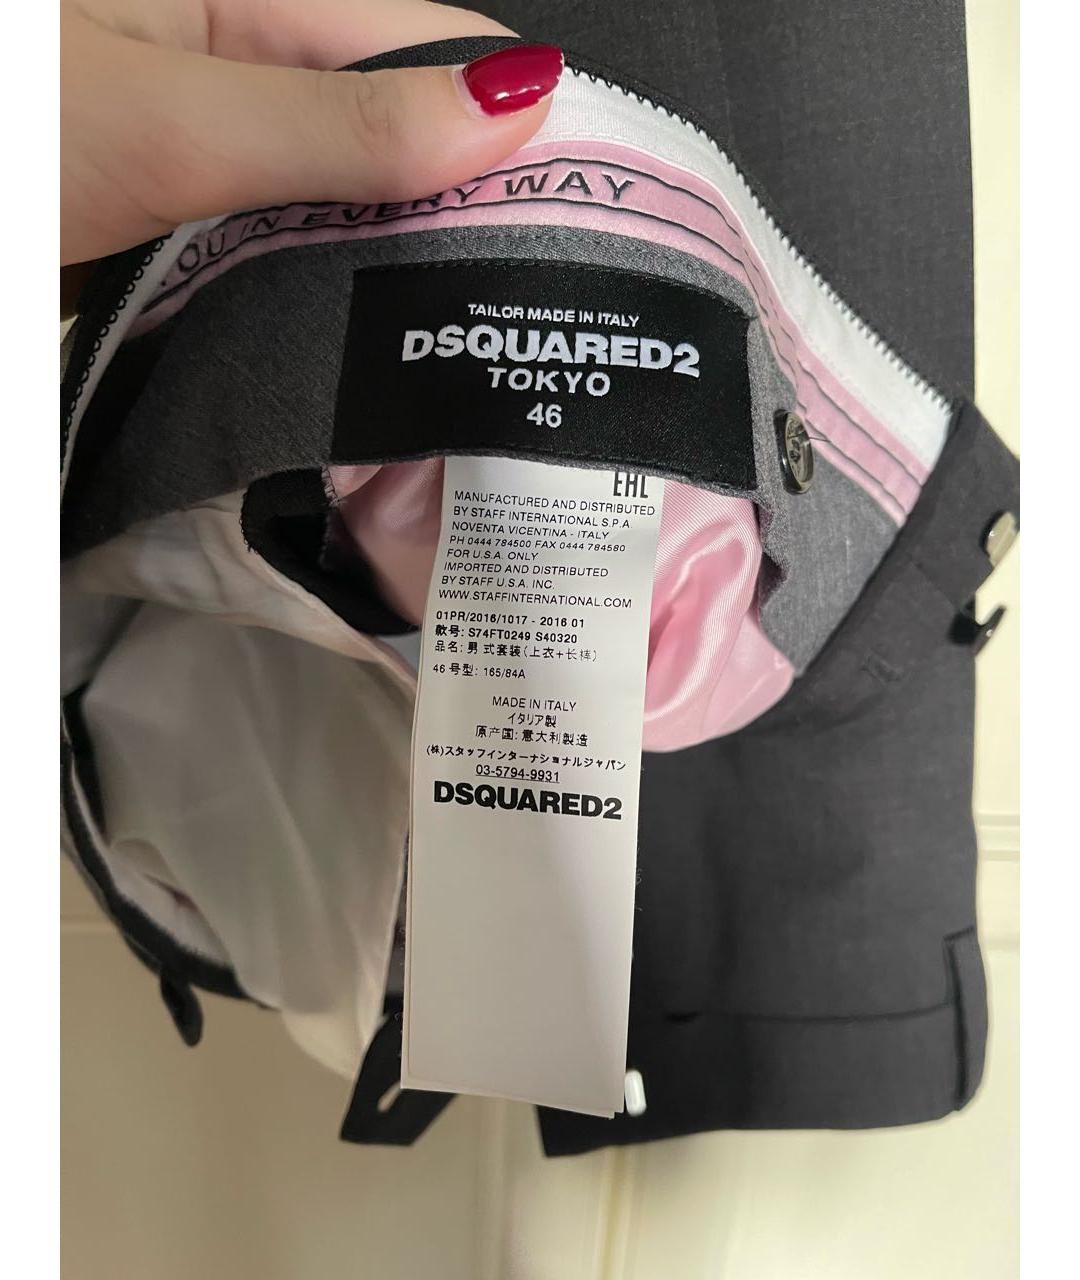 OU IN EVERY WAY
TAILOR MADE IN ITALY
DSQUARED2
TOKYO
46
EHL
MANUFACTURED AND DISTRIBUTED
BY STAFF INTERNATIONAL S.P.A.
NOVENTA VICENTINA - ITALY
PH 0444 784500 FAX 0444 784580
FOR U.S.A. ONLY
IMPORTED AND DISTRIBUTED
BY STAFF U.S.A. INC.
WWW.STAFFINTERNATIONAL.COM
01PR/2016/1017 - 2016 01
款号: S74FT0249 S40320
品名: 男 式套装(上衣+长裤)
46 号型: 165/84A
MADE IN ITALY
イタリア製
原产国: 意大利製造
(株)スタッフインターナショナルジャパン
03-5794-9931
DSQUARED2